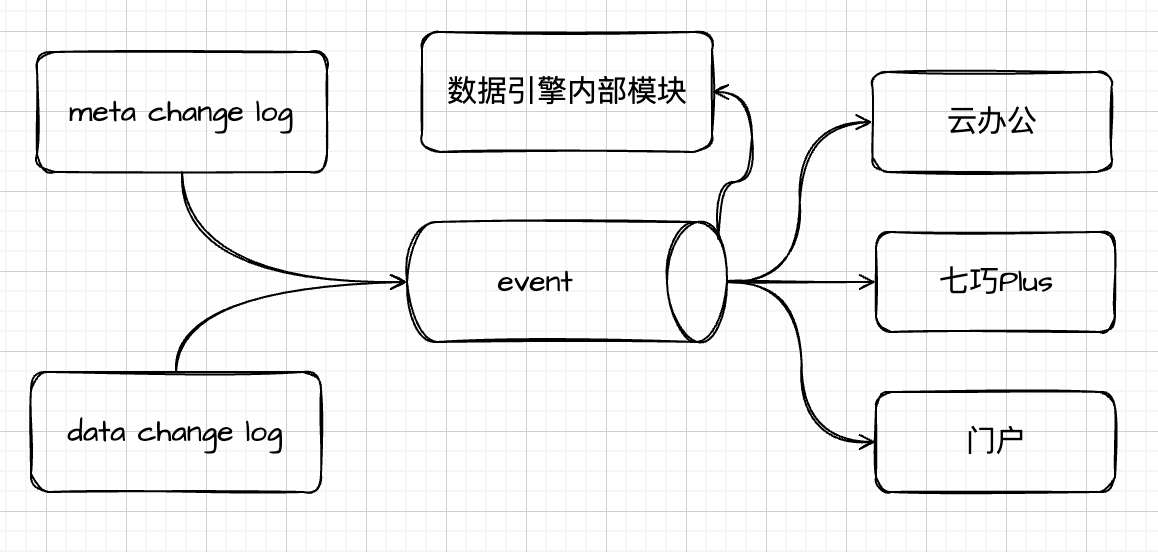 meta change log
数据引擎内部模块
云办公
event
七巧Plus
data change log
门户